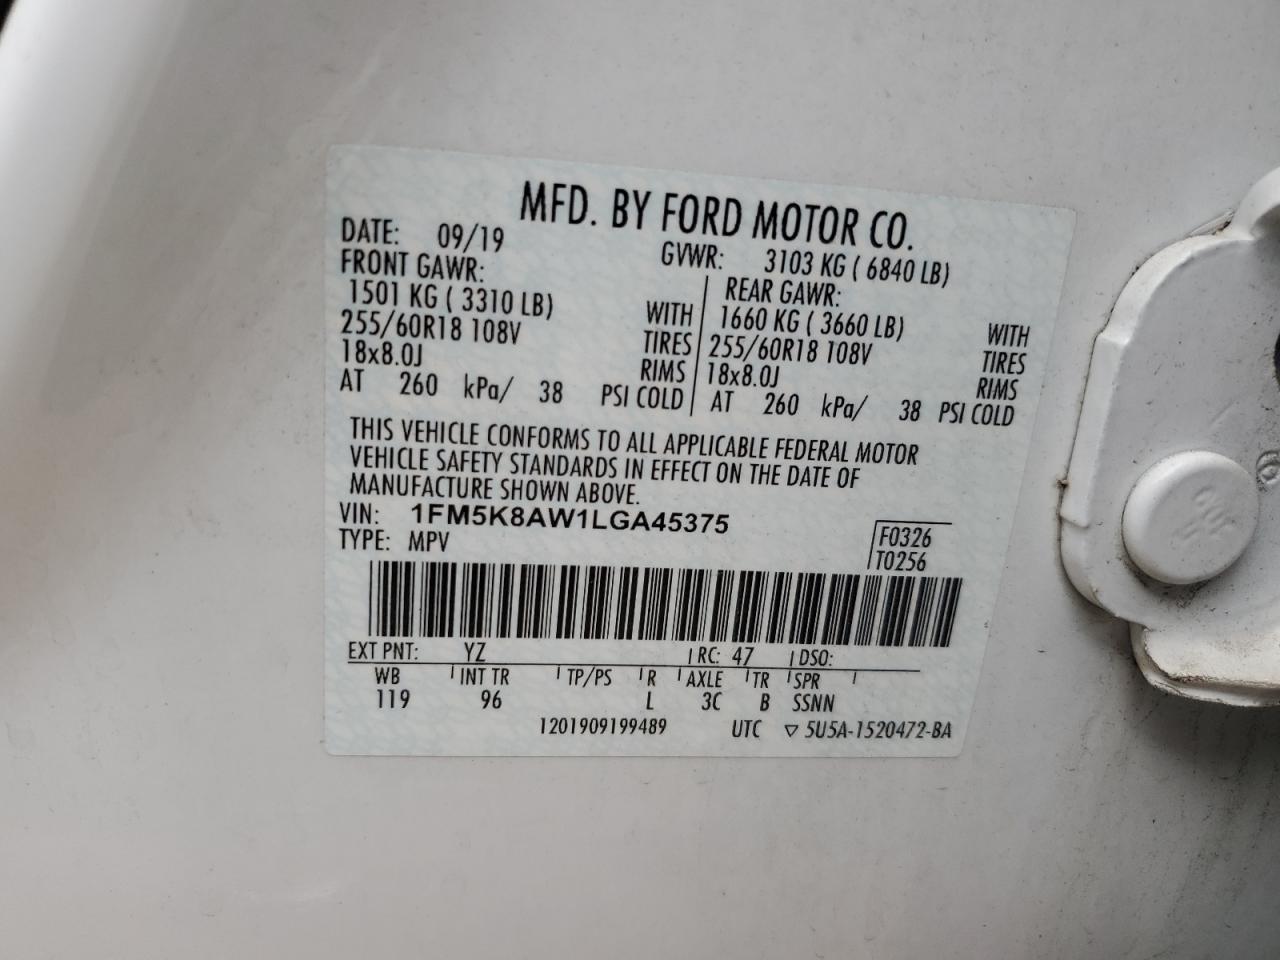 MFD. BY FORD MOTOR CO.
DATE: 09/19 GVWR: 3103 KG ( 6840 LB)
FRONT GAWR: REAR GAWR:
1501 KG ( 3310 LB) WITH 1660 KG ( 3660 LB) WITH
255/60R18 108V TIRES 255/60R18 108V TIRES
18x8.0J RIMS 18x8.0J RIMS
AT 260 kPa/ 38 PSI COLD AT 260 kPa/ 38 PSI COLD
THIS VEHICLE CONFORMS TO ALL APPLICABLE FEDERAL MOTOR
VEHICLE SAFETY STANDARDS IN EFFECT ON THE DATE OF
MANUFACTURE SHOWN ABOVE.
VIN: 1FM5K8AW1LGA45375
TYPE: MPV
F0326
T0256
EXT PNT: YZ RC: 47 DSO:
WB INT TR TP/PS R AXLE TR SPR
119 96 L 3C B SSNN
1201909199489 UTC ▽ 5U5A-1520472-BA